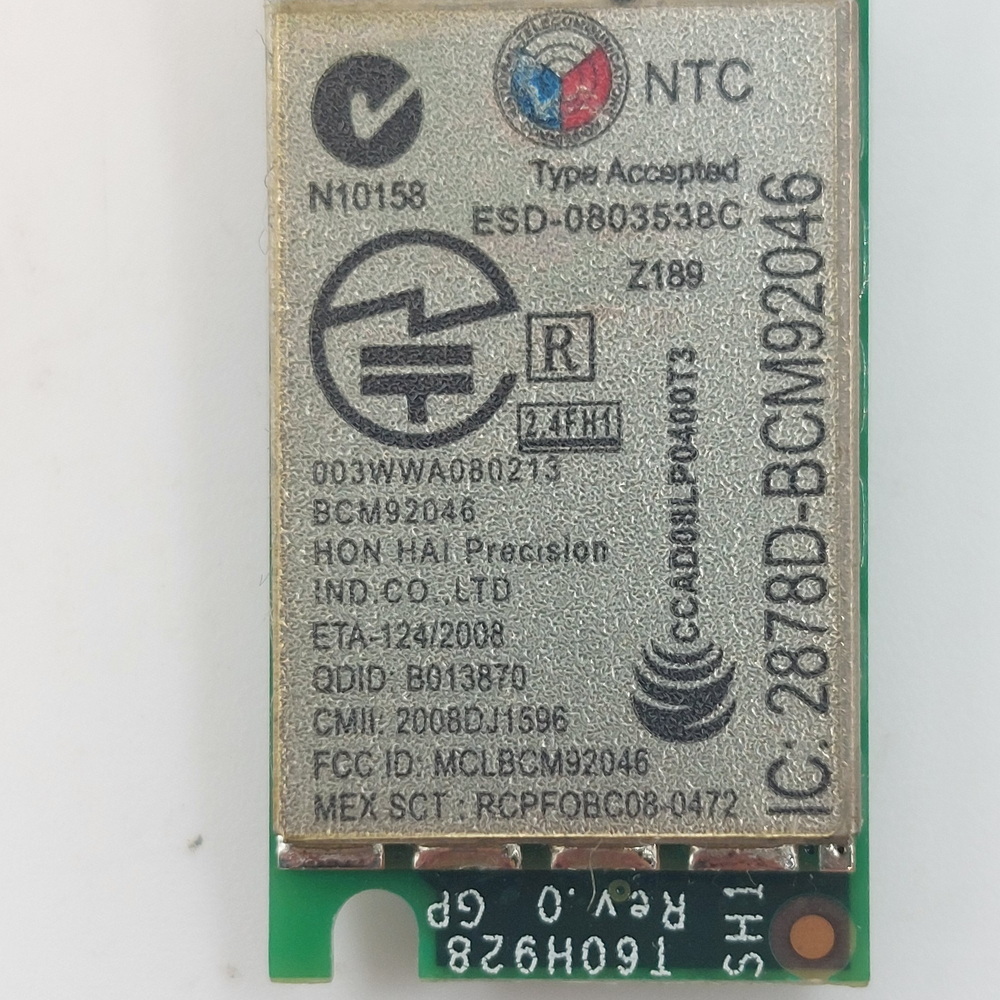 NTC
N10158
Type Accepted
ESD-0803538C
Z189
R
2.4FH1
003WWA080213
BCM92046
HON HAI Precision
IND.CO.,LTD
ETA-124/2008
QDID: B013870
CMII: 2008DJ1596
FCC ID: MCLBCM92046
MEX SCT : RCPFOBC08-0472
CCAD08LP0400T3
IC: 2878D-BCM92046
T60H928
Rev.0 GP
SH1